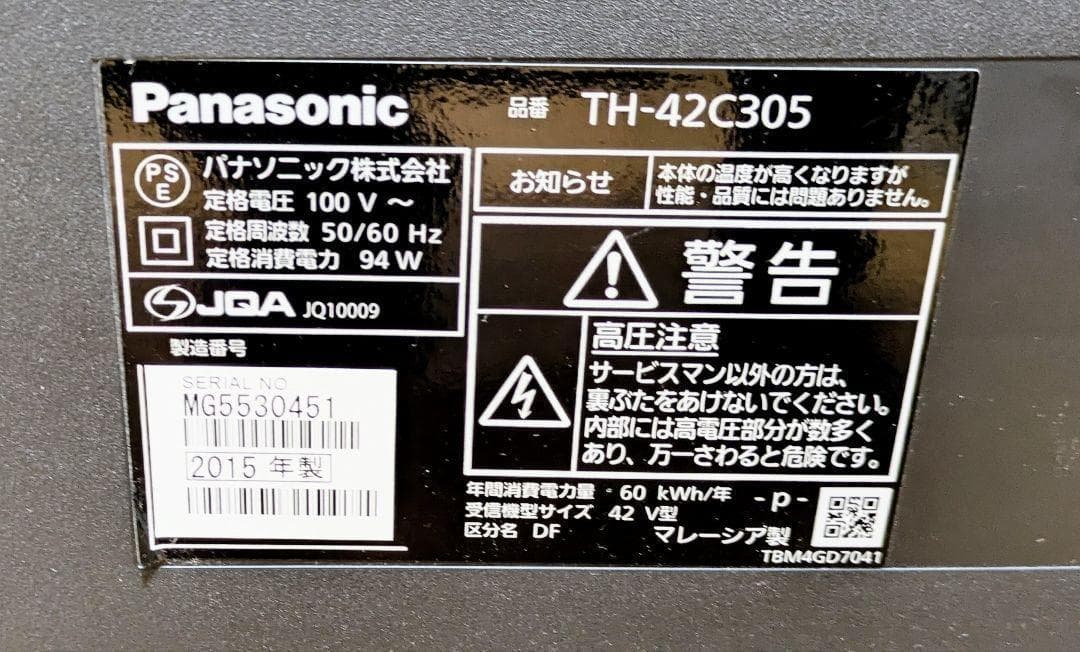 Panasonic
品番 TH-42C305
PS
E
パナソニック株式会社
定格電圧 100 V ～
定格周波数 50/60 Hz
定格消費電力 94 W
JQA JQ10009
製造番号
SERIAL NO
MG5530451
2015 年製
お知らせ
本体の温度が高くなりますが
性能・品質には問題ありません。
警告
高圧注意
サービスマン以外の方は、
裏ぶたをあけないでください。
内部には高電圧部分が数多く
あり、万一さわると危険です。
年間消費電力量 60 kWh/年
受信機型サイズ 42 V型
区分名 DF
- p -
マレーシア製
TBM4GD7041